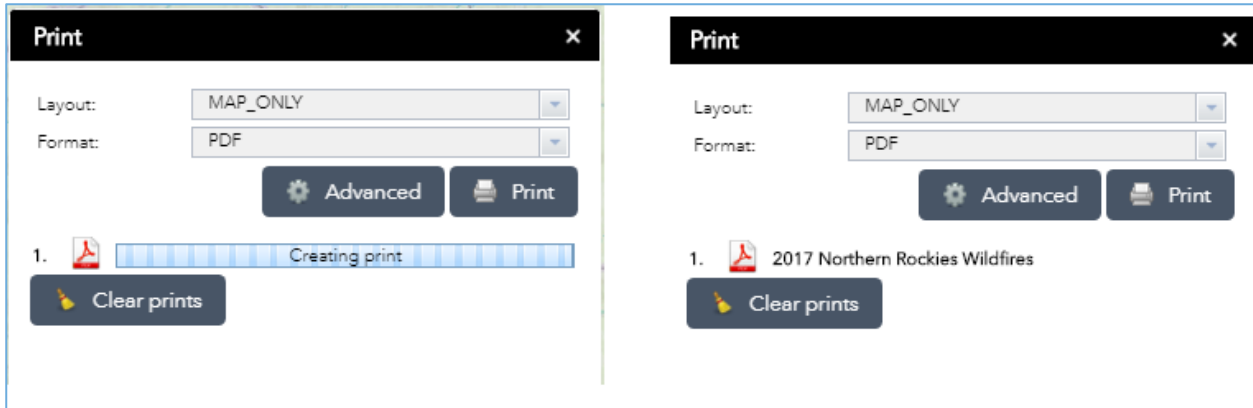 Print ×
Layout: MAP_ONLY
Format: PDF
Advanced Print
1. Creating print
Clear prints
Print ×
Layout: MAP_ONLY
Format: PDF
Advanced Print
1. 2017 Northern Rockies Wildfires
Clear prints